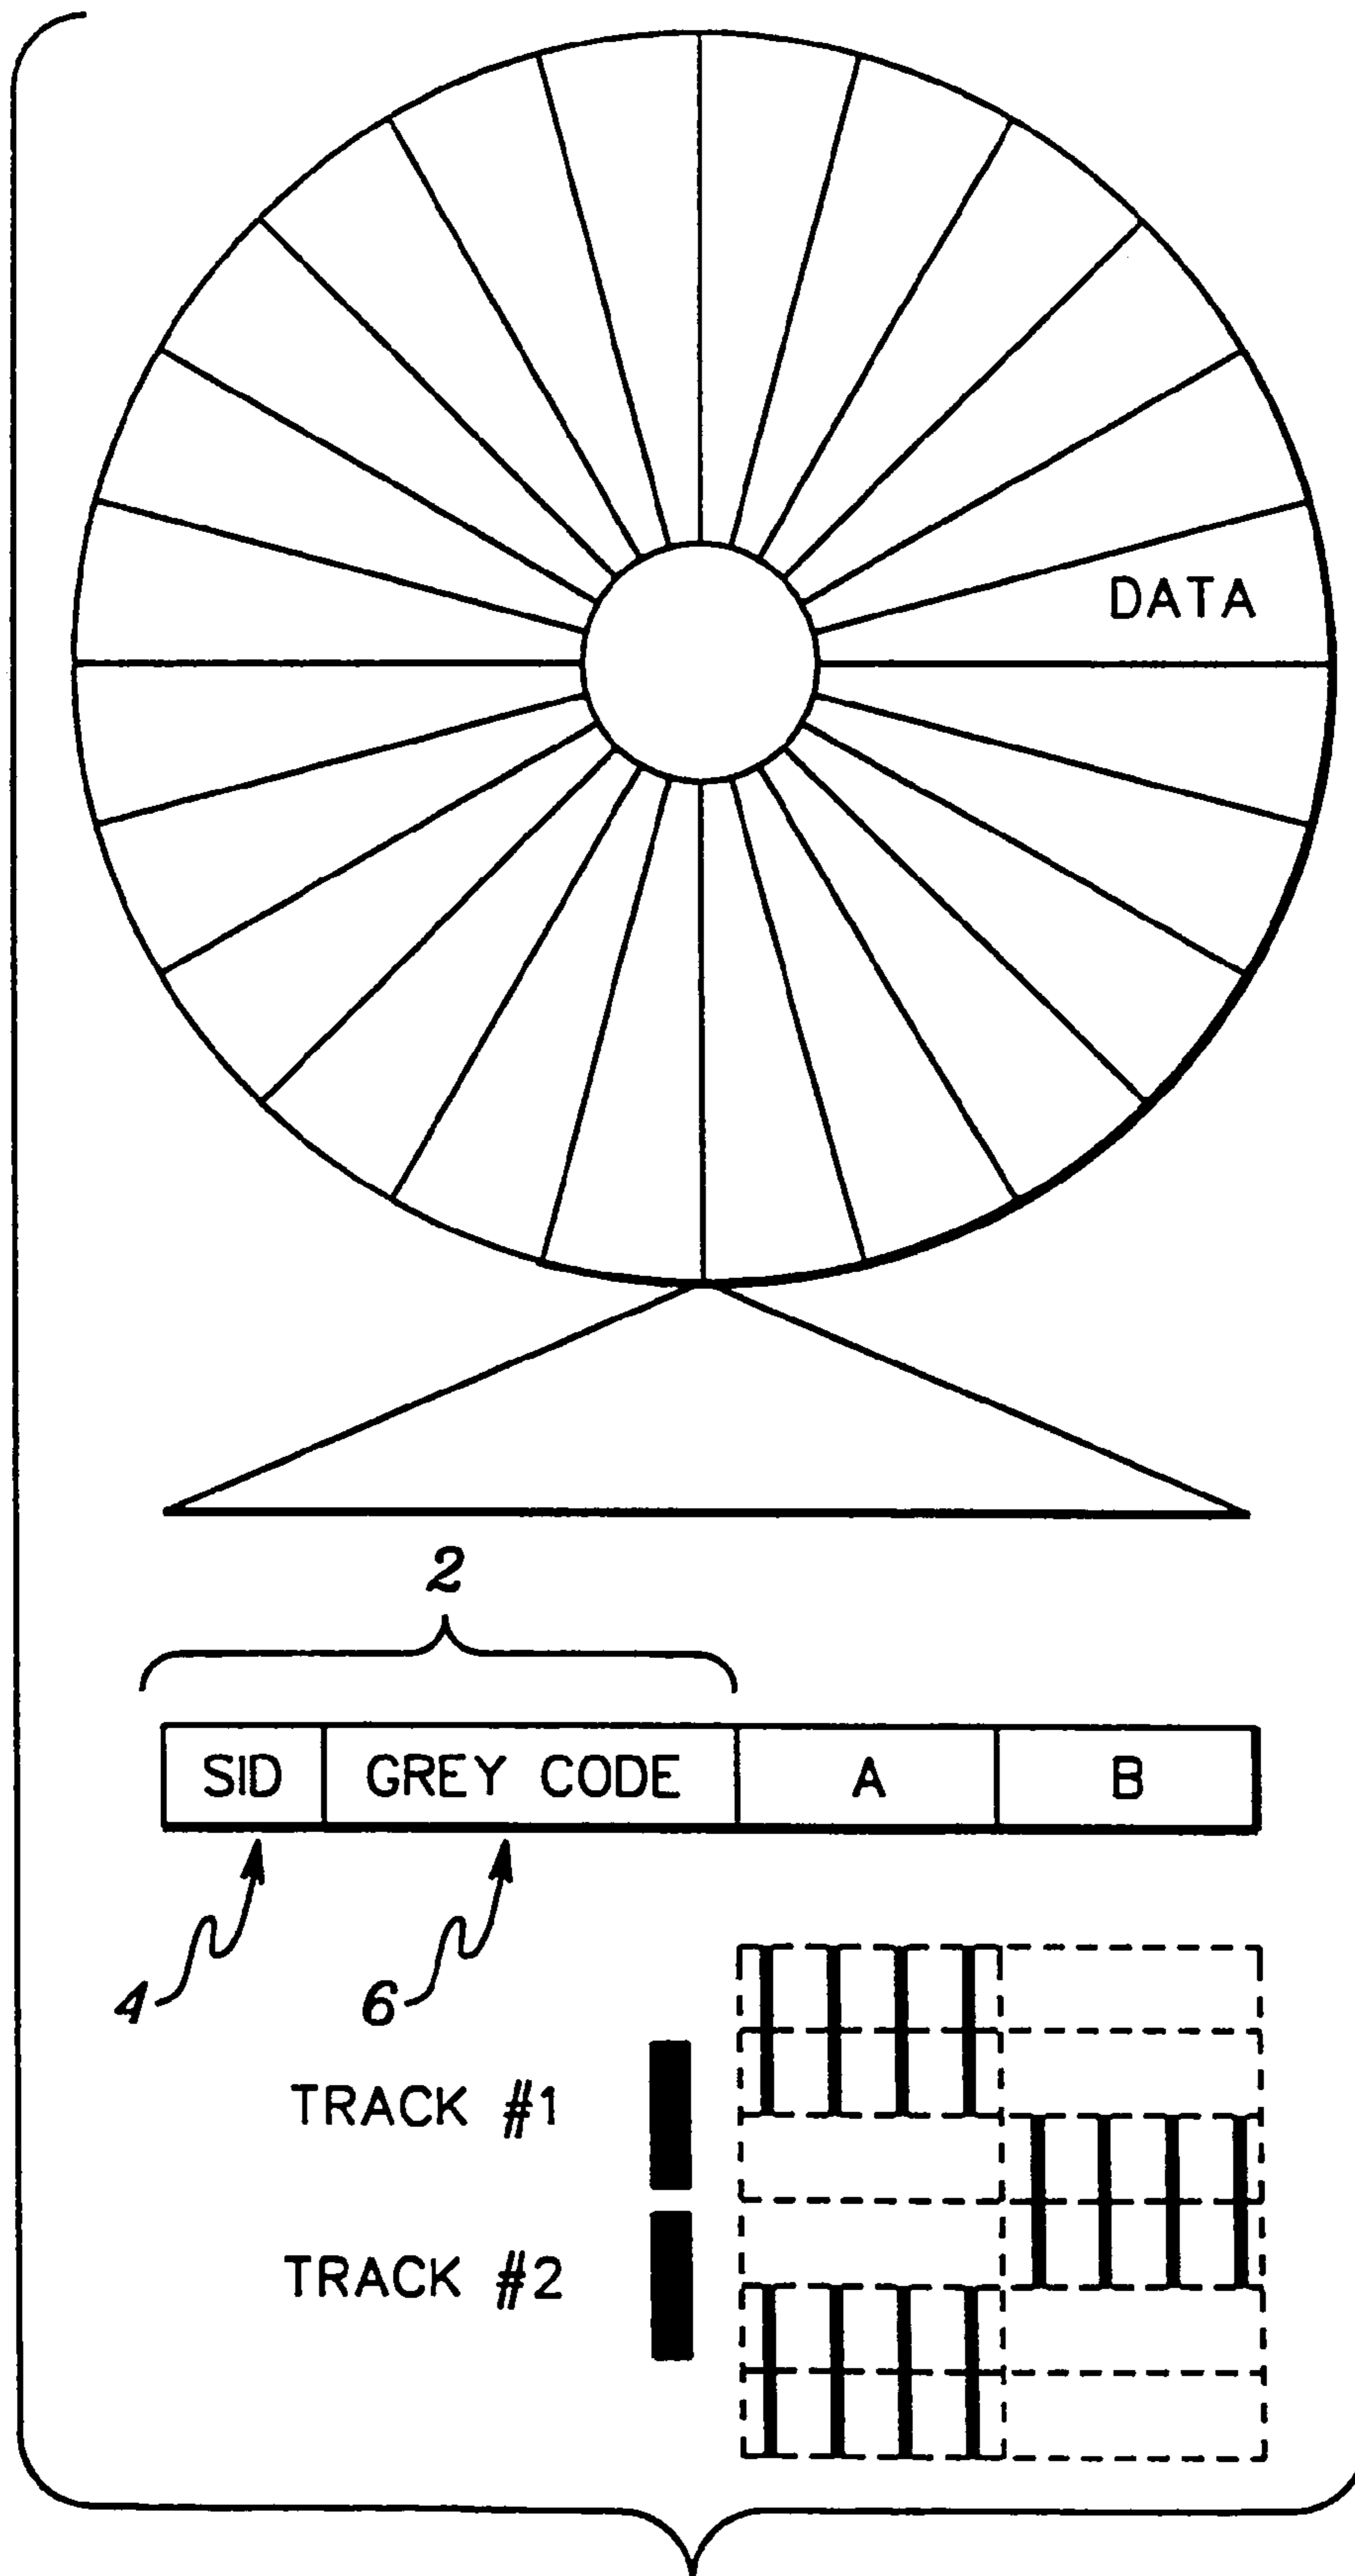 DATA
2
SID GREY CODE A B
4 6
TRACK #1
TRACK #2